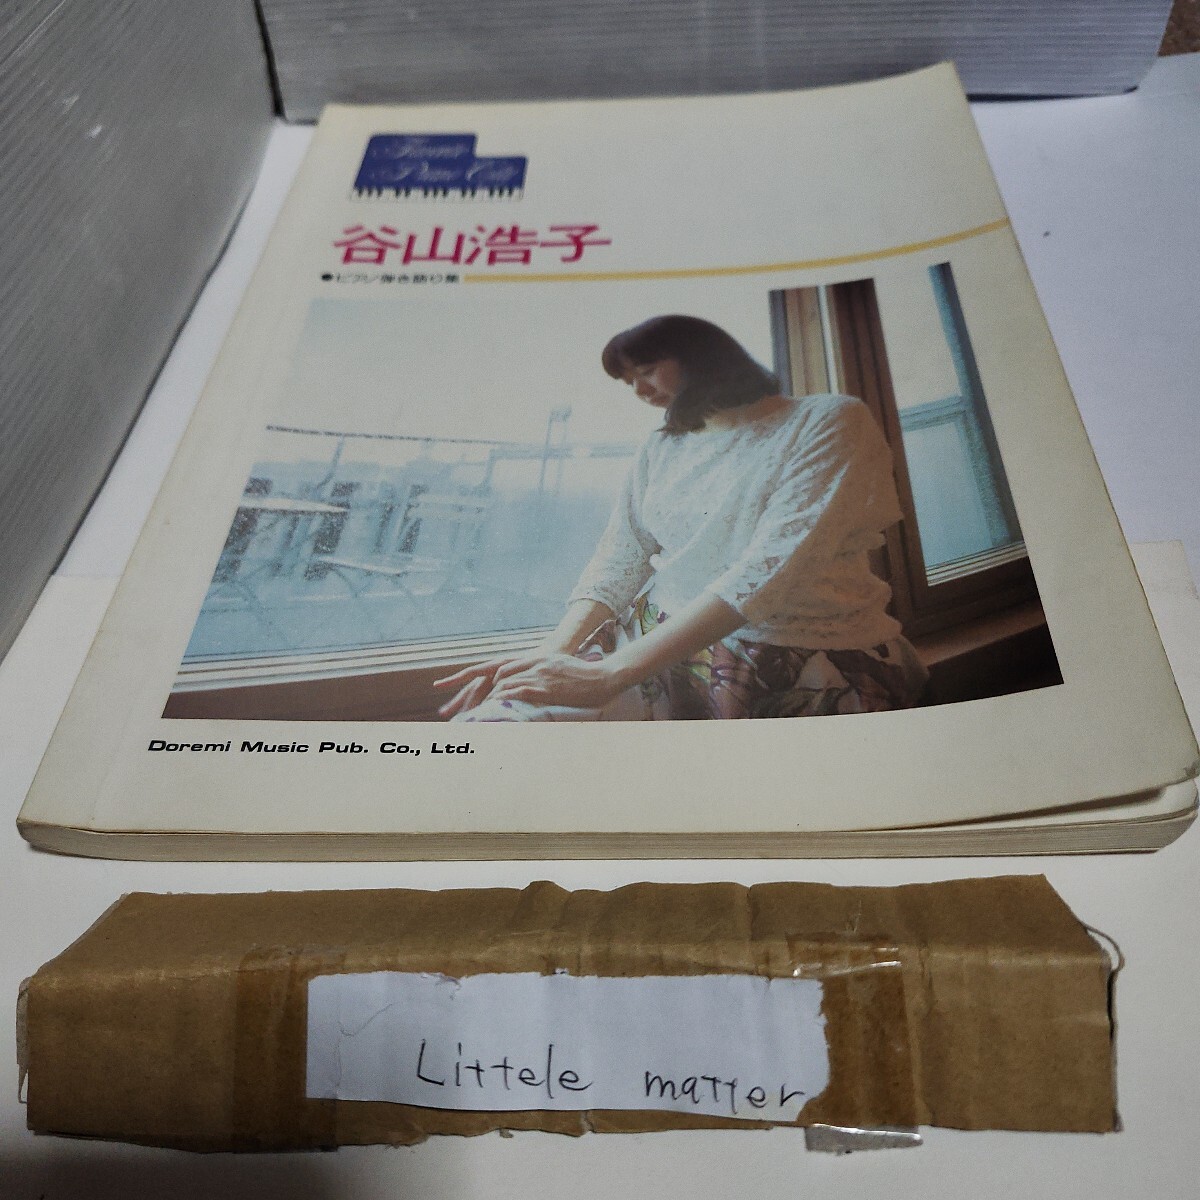 Favorite
Piano Colle
谷山浩子
●ピアノ弾き語り集
Doremi Music Pub. Co., Ltd.
Littele matter